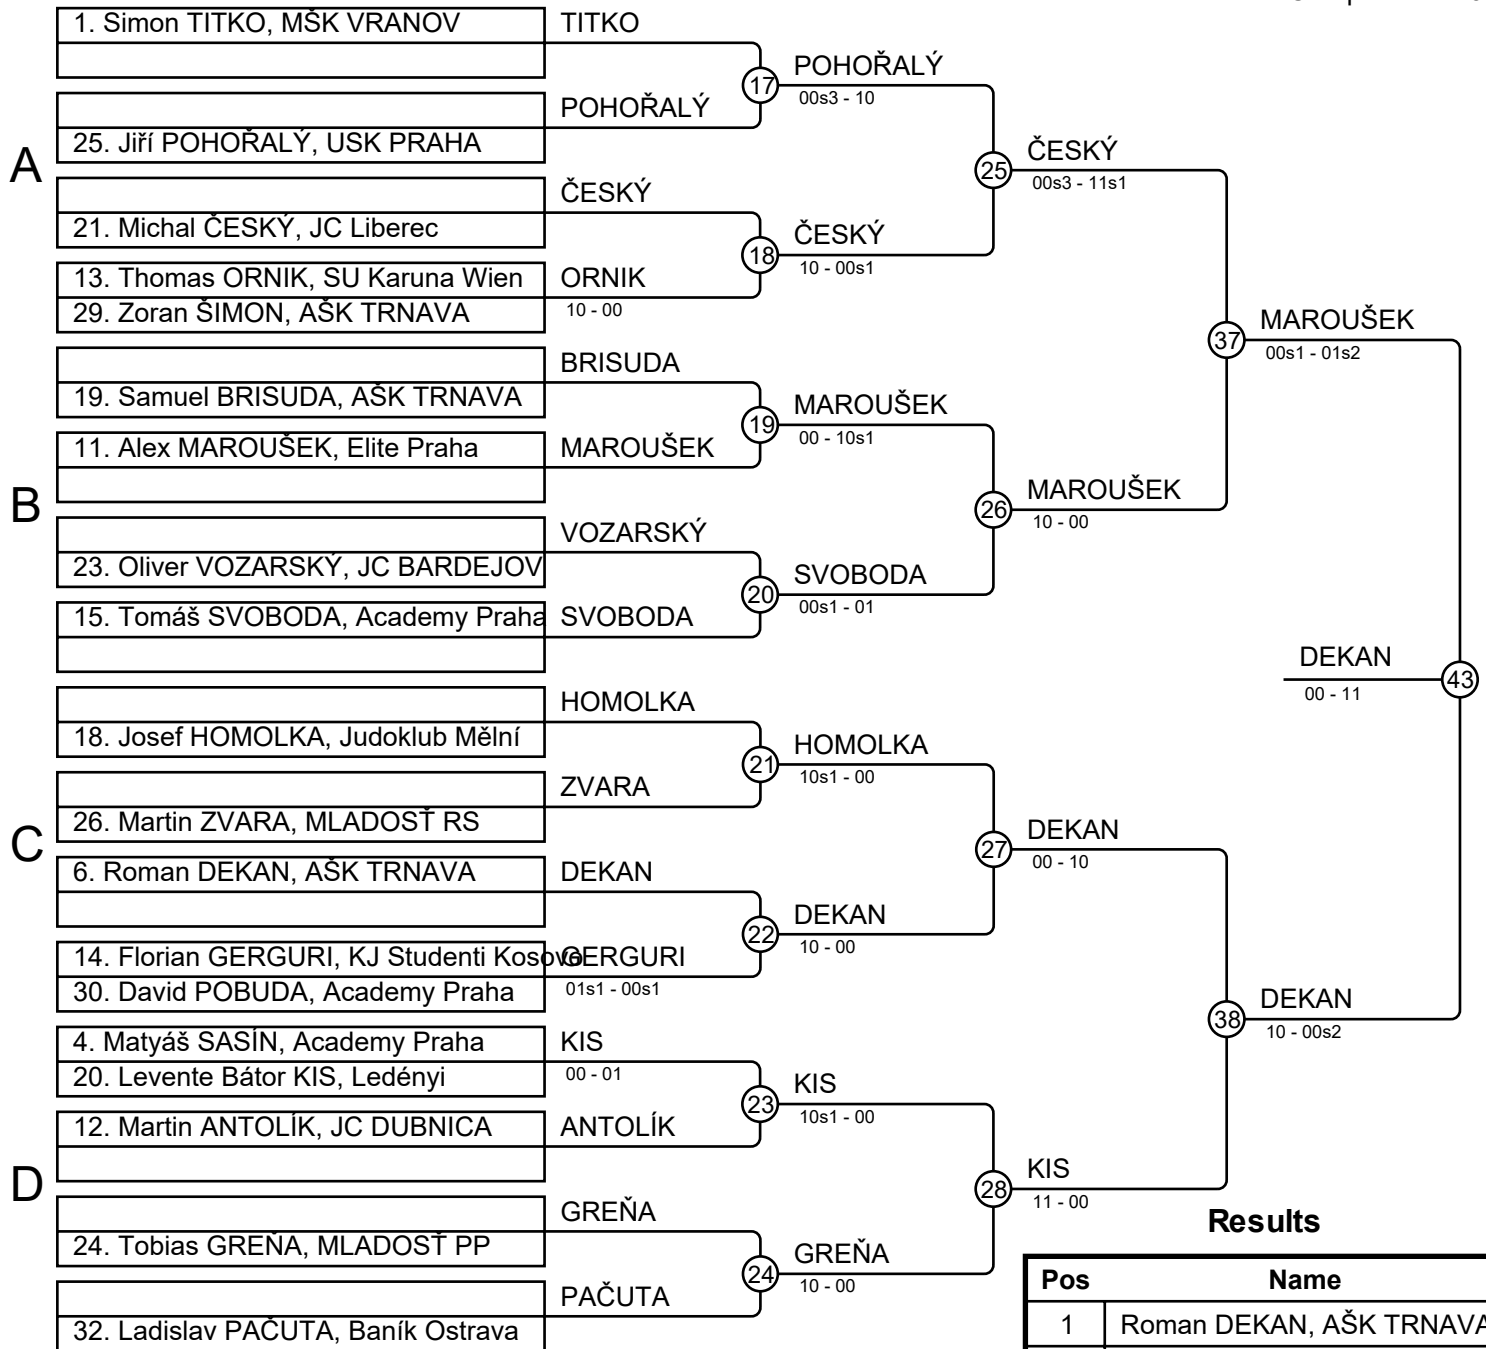 1. Simon TITKO, MŠK VRANOV
TITKO
17
POHOŘALÝ
00s3 - 10
POHOŘALÝ
25. Jiří POHOŘALÝ, USK PRAHA
A
25
ČESKÝ
00s3 - 11s1
ČESKÝ
21. Michal ČESKÝ, JC Liberec
18
ČESKÝ
10 - 00s1
13. Thomas ORNIK, SU Karuna Wien
ORNIK
29. Zoran ŠIMON, AŠK TRNAVA
10 - 00
37
MAROUŠEK
00s1 - 01s2
BRISUDA
19. Samuel BRISUDA, AŠK TRNAVA
19
MAROUŠEK
00 - 10s1
11. Alex MAROUŠEK, Elite Praha
MAROUŠEK
B
26
MAROUŠEK
10 - 00
VOZARSKÝ
23. Oliver VOZARSKÝ, JC BARDEJOV
20
SVOBODA
00s1 - 01
15. Tomáš SVOBODA, Academy Praha
SVOBODA
DEKAN
43
00 - 11
HOMOLKA
18. Josef HOMOLKA, Judoklub Mělní
21
HOMOLKA
10s1 - 00
ZVARA
26. Martin ZVARA, MLADOSŤ RS
C
27
DEKAN
00 - 10
6. Roman DEKAN, AŠK TRNAVA
DEKAN
22
DEKAN
10 - 00
14. Florian GERGURI, KJ Studenti Kosovo
GERGURI
30. David POBUDA, Academy Praha
01s1 - 00s1
38
DEKAN
10 - 00s2
4. Matyáš SASÍN, Academy Praha
KIS
20. Levente Bátor KIS, Ledényi
00 - 01
23
KIS
10s1 - 00
12. Martin ANTOLÍK, JC DUBNICA
ANTOLÍK
D
28
KIS
11 - 00
GREŇA
24. Tobias GREŇA, MLADOSŤ PP
24
GREŇA
10 - 00
PAČUTA
32. Ladislav PAČUTA, Baník Ostrava
Results
Pos Name
1 Roman DEKAN, AŠK TRNAVA